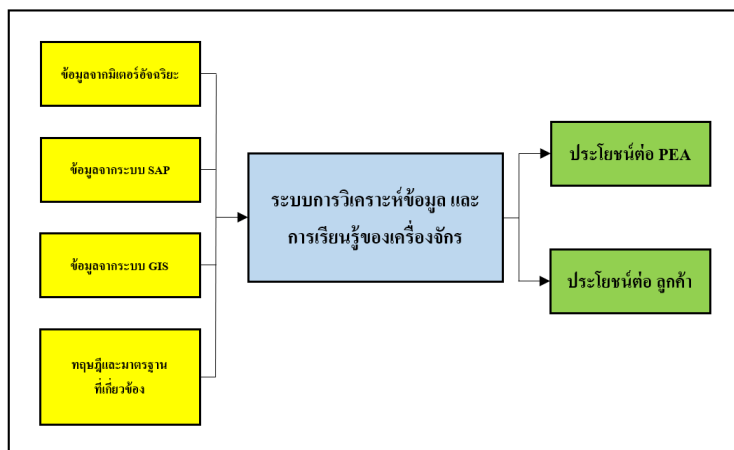 ข้อมูลจากมิเตอร์อัจฉริยะ
ข้อมูลจากระบบ SAP
ข้อมูลจากระบบ GIS
ทฤษฎีและมาตรฐาน
ที่เกี่ยวข้อง
ระบบการวิเคราะห์ข้อมูล และ
การเรียนรู้ของเครื่องจักร
ประโยชน์ต่อ PEA
ประโยชน์ต่อ ลูกค้า